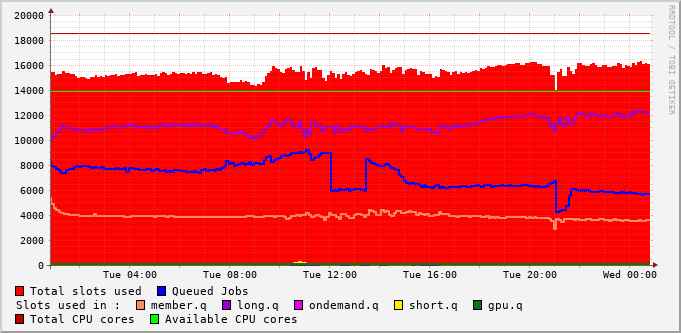 20000
18000
16000
14000
12000
10000
8000
6000
4000
2000
0
Tue 04:00 Tue 08:00 Tue 12:00 Tue 16:00 Tue 20:00 Wed 00:00
Total slots used Queued Jobs
Slots used in : member.q long.q ondemand.q short.q gpu.q
Total CPU cores Available CPU cores
RRDTOOL / TOBI OETIKER